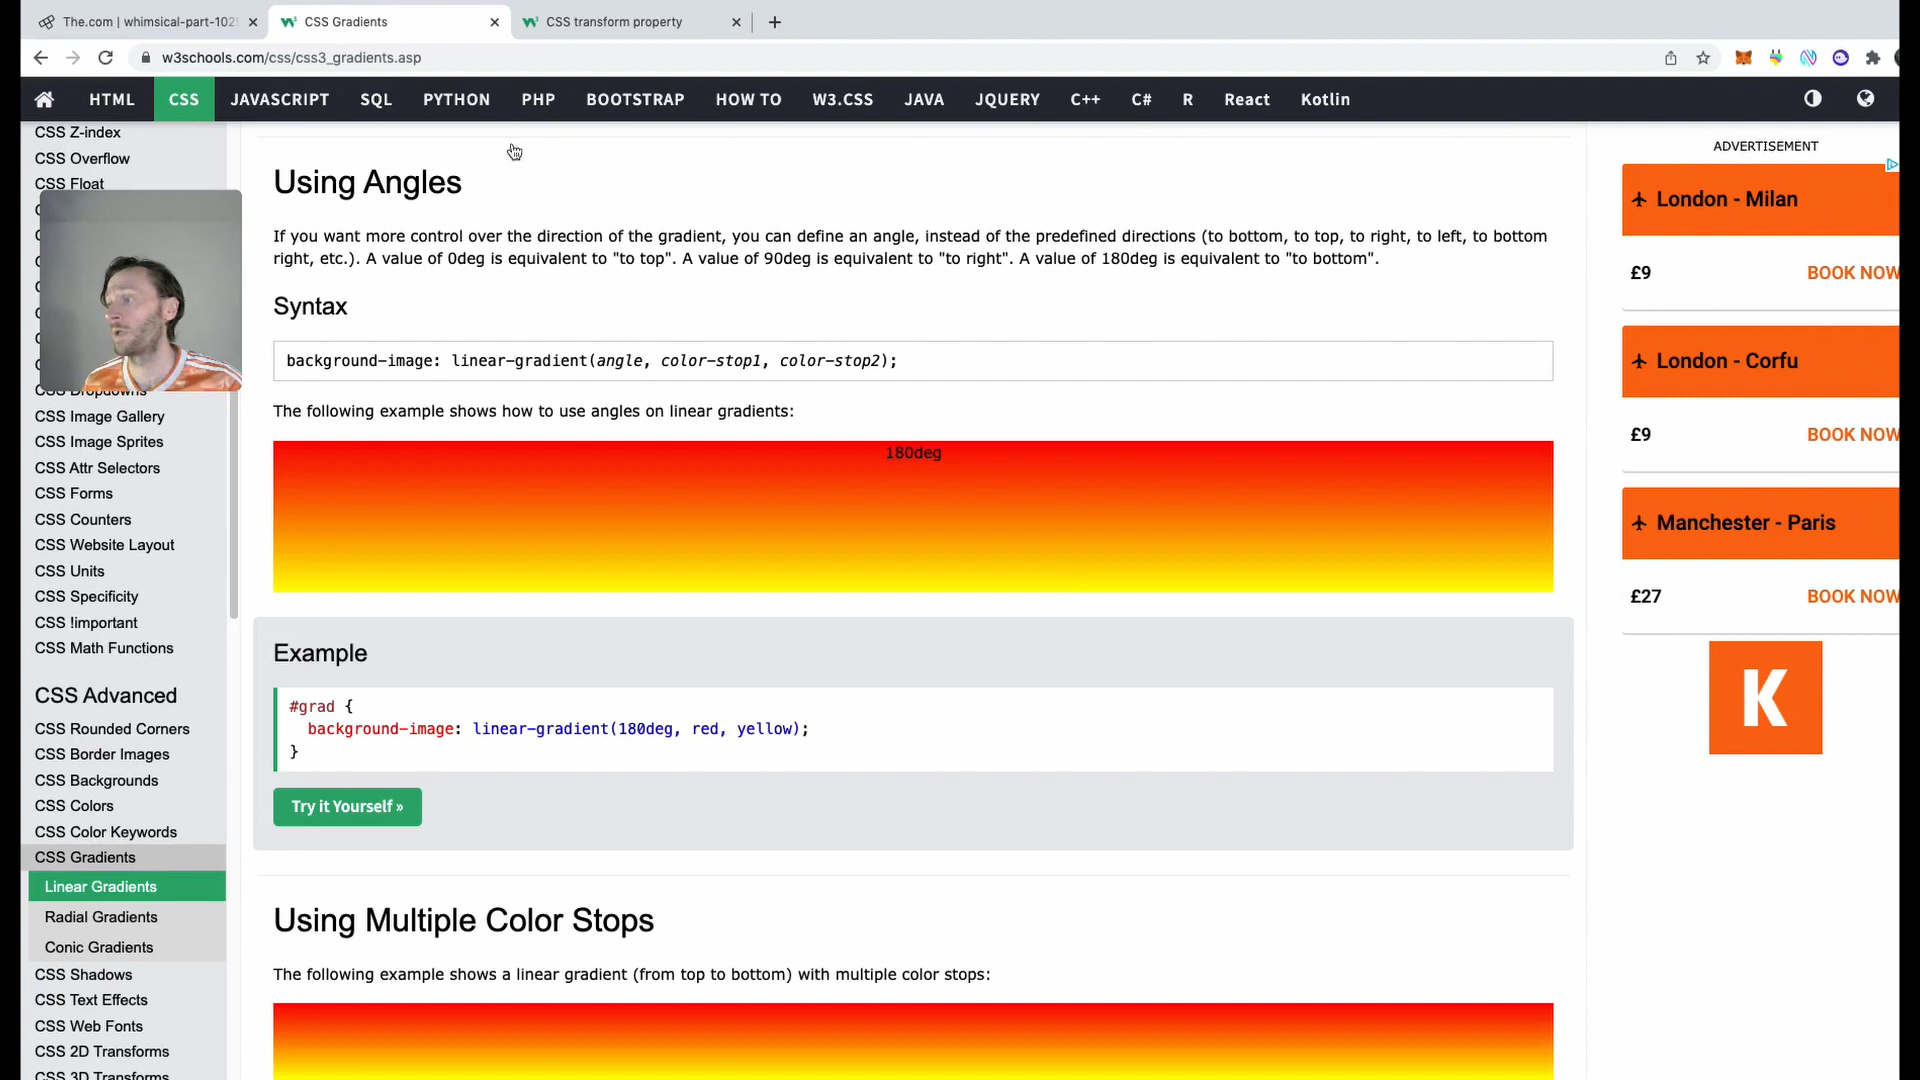 The.com | whimsical-part-102
CSS Gradients
CSS transform property
w3schools.com/css/css3_gradients.asp
HTML
CSS
JAVASCRIPT
SQL
PYTHON
PHP
BOOTSTRAP
HOW TO
W3.CSS
JAVA
JQUERY
C++
C#
R
React
Kotlin
CSS Z-index
CSS Overflow
CSS Float
CSS Dropdowns
CSS Image Gallery
CSS Image Sprites
CSS Attr Selectors
CSS Forms
CSS Counters
CSS Website Layout
CSS Units
CSS Specificity
CSS !important
CSS Math Functions
CSS Advanced
CSS Rounded Corners
CSS Border Images
CSS Backgrounds
CSS Colors
CSS Color Keywords
CSS Gradients
Linear Gradients
Radial Gradients
Conic Gradients
CSS Shadows
CSS Text Effects
CSS Web Fonts
CSS 2D Transforms
CSS 3D Transforms
Using Angles
If you want more control over the direction of the gradient, you can define an angle, instead of the predefined directions (to bottom, to top, to right, to left, to bottom
right, etc.). A value of 0deg is equivalent to "to top". A value of 90deg is equivalent to "to right". A value of 180deg is equivalent to "to bottom".
Syntax
background-image: linear-gradient(angle, color-stop1, color-stop2);
The following example shows how to use angles on linear gradients:
180deg
Example
#grad {
background-image: linear-gradient(180deg, red, yellow);
}
Try it Yourself »
Using Multiple Color Stops
The following example shows a linear gradient (from top to bottom) with multiple color stops:
ADVERTISEMENT
London - Milan
£9
BOOK NOW
London - Corfu
£9
BOOK NOW
Manchester - Paris
£27
BOOK NOW
K